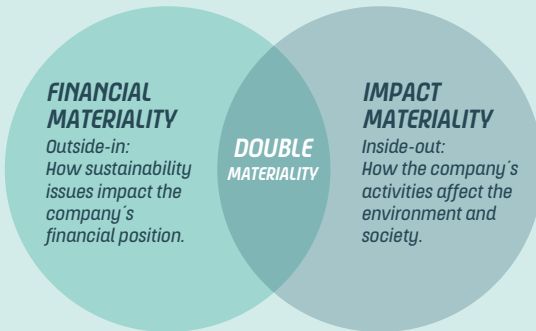 FINANCIAL
MATERIALITY
Outside-in:
How sustainability
issues impact the
company´s
financial position.
DOUBLE
MATERIALITY
IMPACT
MATERIALITY
Inside-out:
How the company´s
activities affect the
environment and
society.